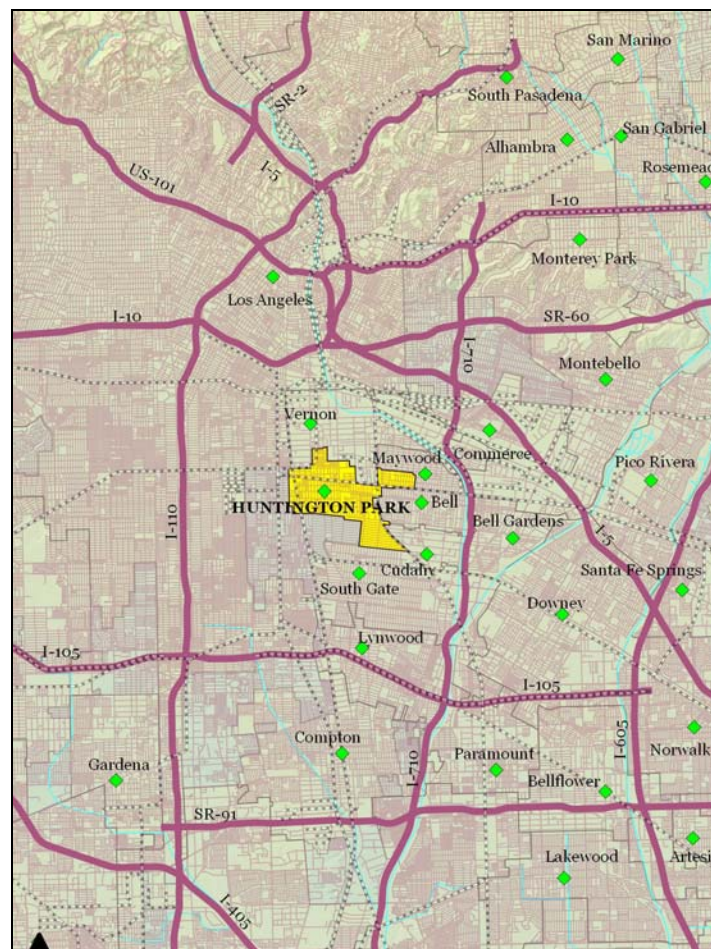 San Marino
SR-2
South Pasadena
Alhambra
San Gabriel
I-5
Rosemead
US-101
I-10
Monterey Park
Los Angeles
I-10
SR-60
I-710
Montebello
Vernon
Maywood
Commerce
Pico Rivera
HUNTINGTON PARK
Bell
I-110
Bell Gardens
I-5
Cudahy
South Gate
Santa Fe Springs
Downey
Lynwood
I-105
I-105
I-605
Compton
Norwalk
Gardena
I-710
Paramount
Bellflower
SR-91
Lakewood
Artesi
I-405